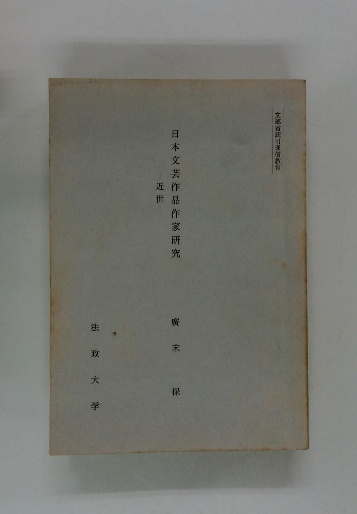 文部省認可通信教育
日本文芸作品作家研究
―近世
廣末保
法政大学